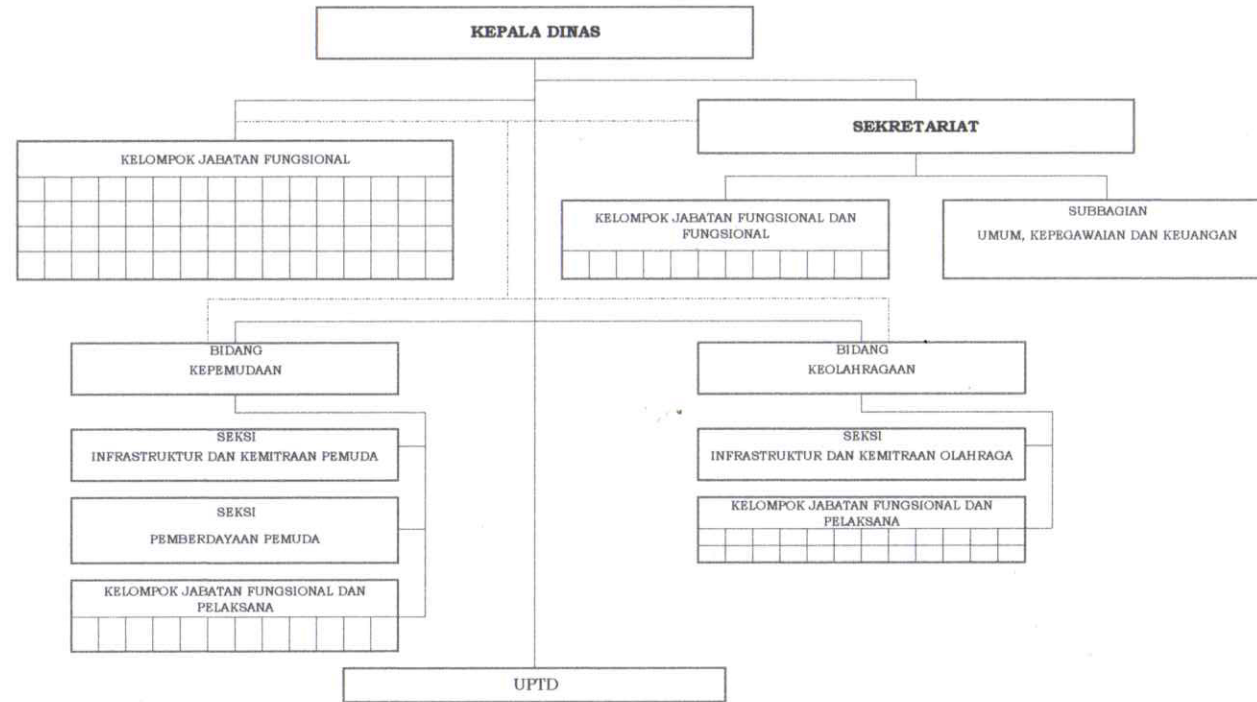 KEPALA DINAS
SEKRETARIAT
KELOMPOK JABATAN FUNGSIONAL
KELOMPOK JABATAN FUNGSIONAL DAN
FUNGSIONAL
SUBBAGIAN
UMUM, KEPEGAWAIAN DAN KEUANGAN
BIDANG
KEPEMUDAAN
SEKSI
INFRASTRUKTUR DAN KEMITRAAN PEMUDA
SEKSI
PEMBERDAYAAN PEMUDA
KELOMPOK JABATAN FUNGSIONAL DAN
PELAKSANA
BIDANG
KEOLAHRAGAAN
SEKSI
INFRASTRUKTUR DAN KEMITRAAN OLAHRAGA
KELOMPOK JABATAN FUNGSIONAL DAN
PELAKSANA
UPTD